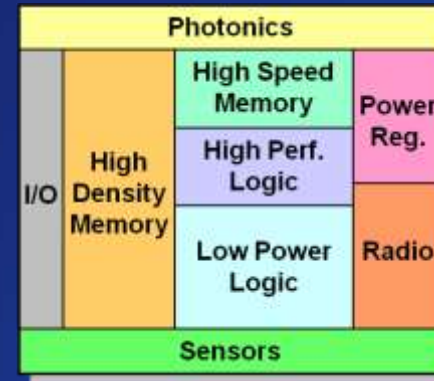 Photonics
I/O
High
Density
Memory
High Speed
Memory
High Perf.
Logic
Low Power
Logic
Power
Reg.
Radio
Sensors